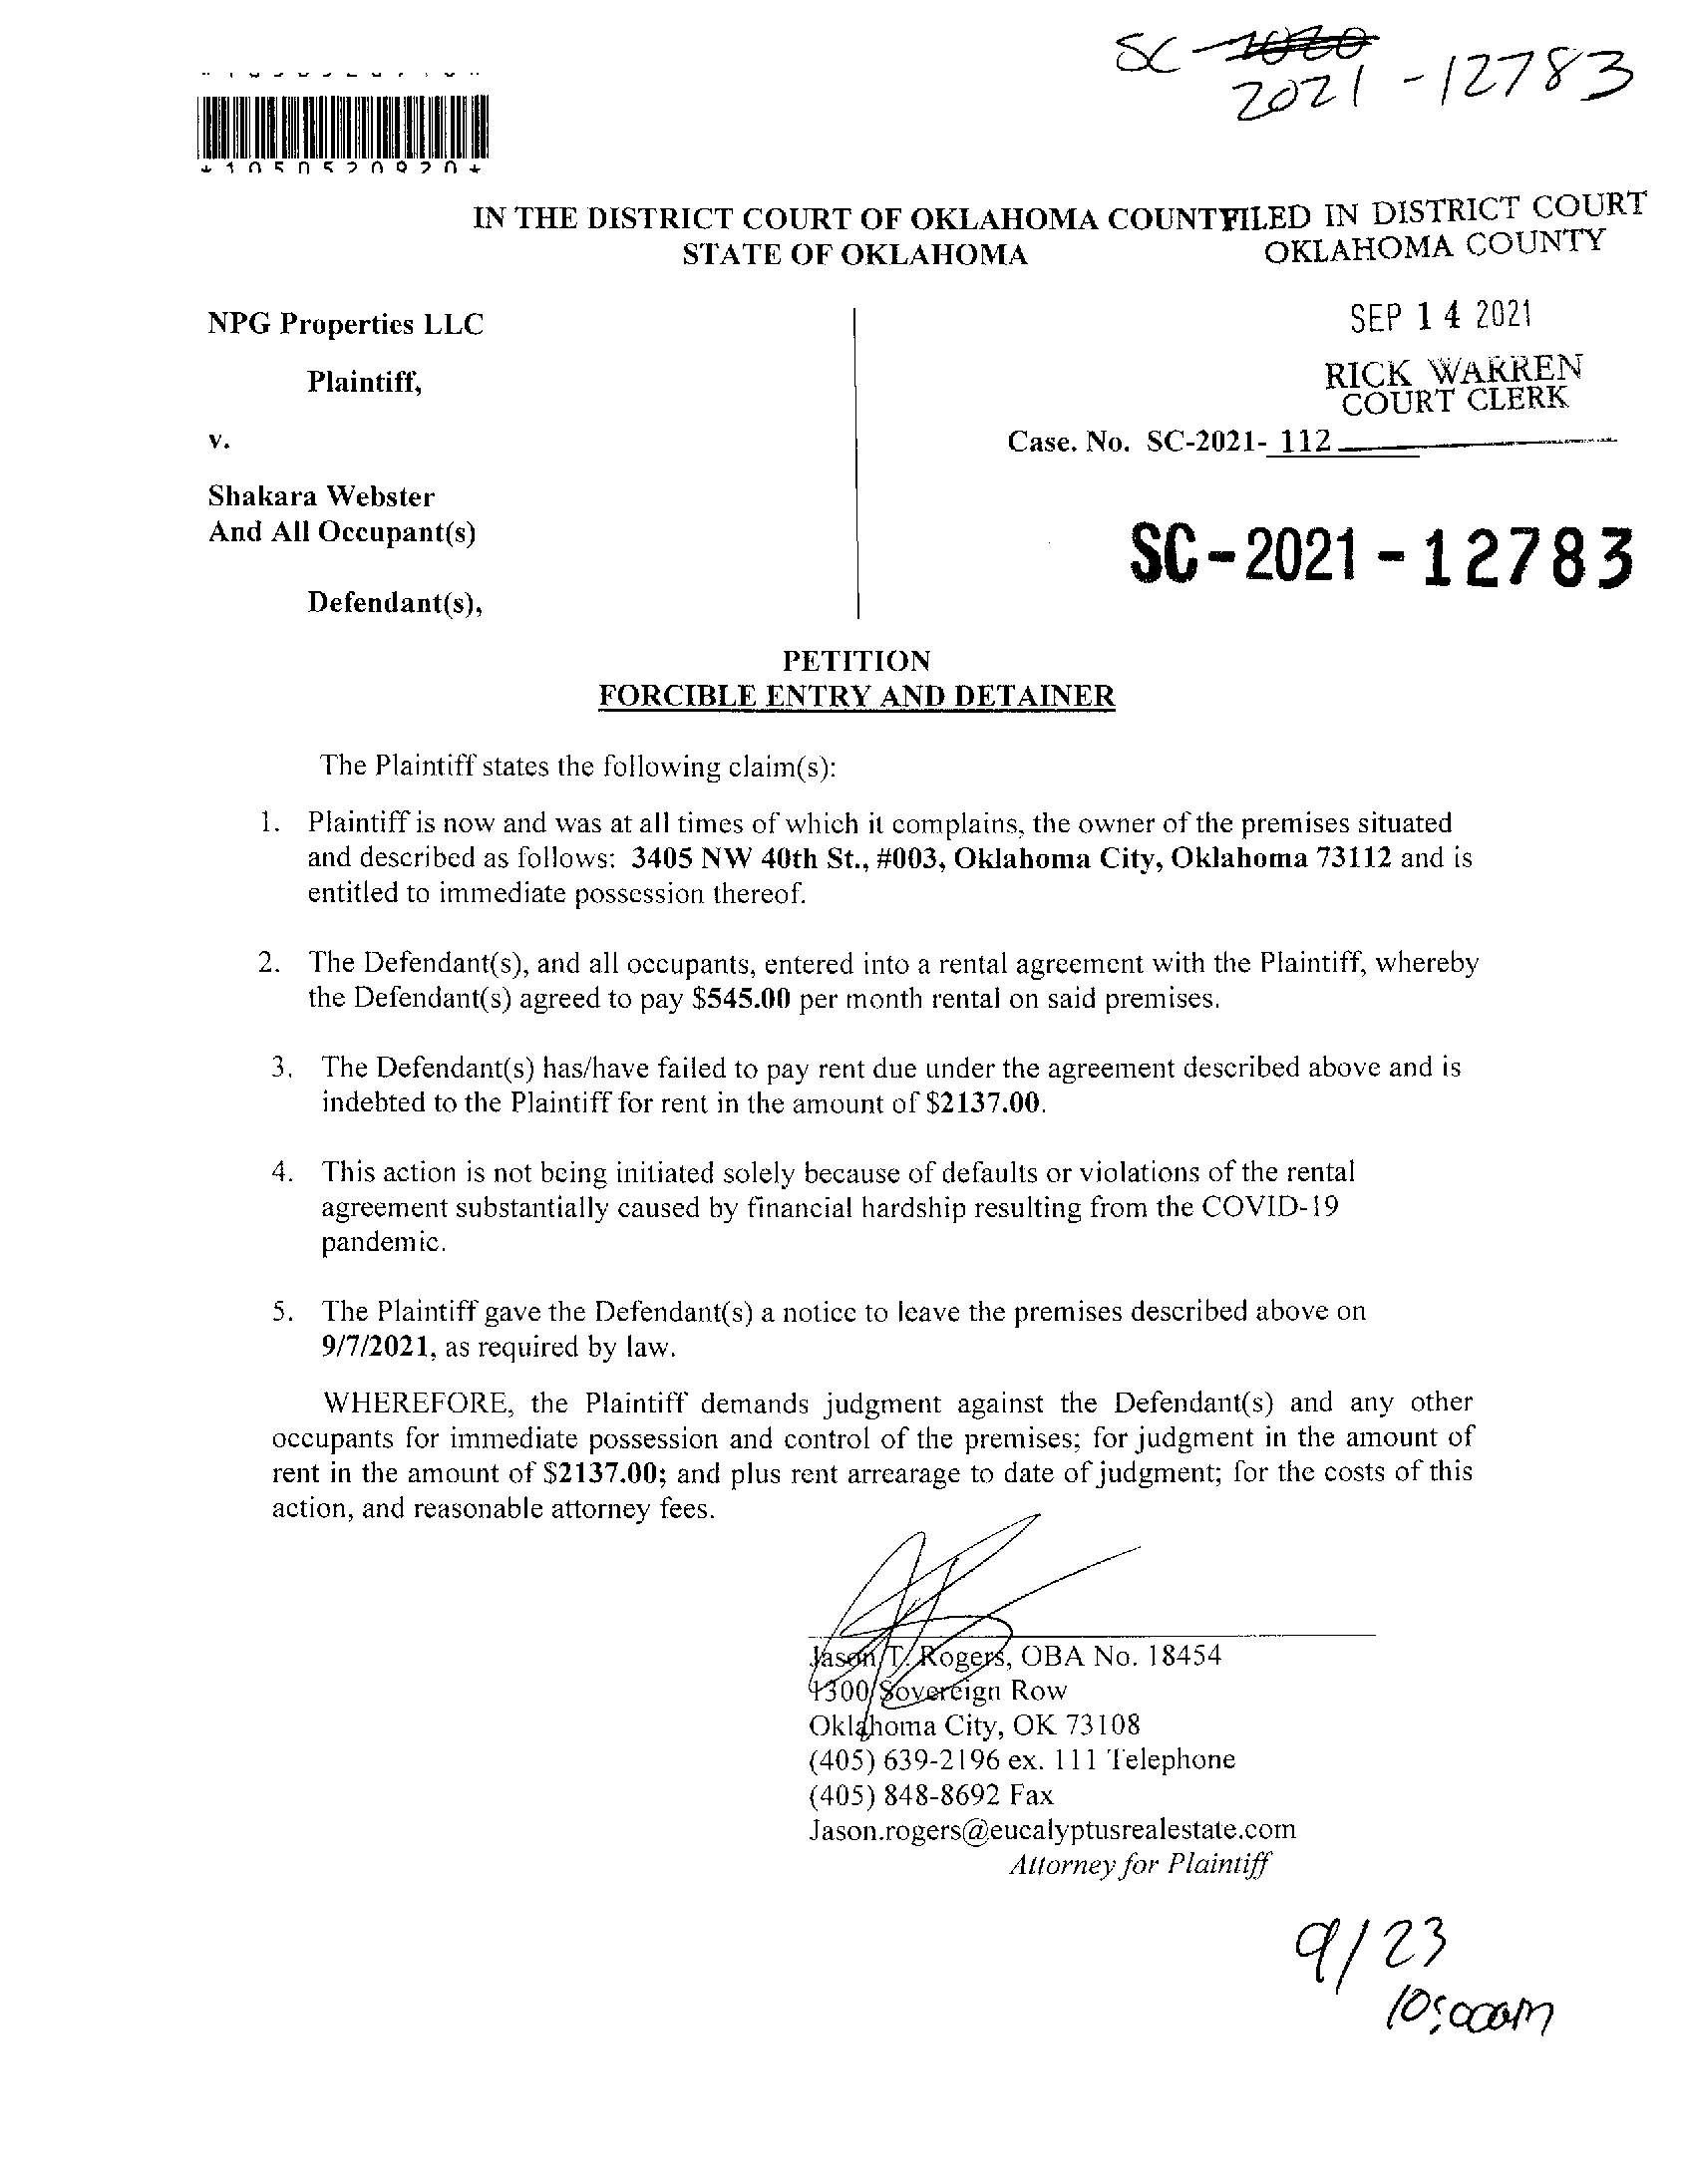 SC-2020
2021-12783
*1050520920*
IN THE DISTRICT COURT OF OKLAHOMA COUNTY
STATE OF OKLAHOMA
FILED IN DISTRICT COURT
OKLAHOMA COUNTY
SEP 14 2021
RICK WARREN
COURT CLERK
NPG Properties LLC
Plaintiff,
v.
Case. No. SC-2021- 112
Shakara Webster
And All Occupant(s)
SC-2021-12783
Defendant(s),
PETITION
FORCIBLE ENTRY AND DETAINER
The Plaintiff states the following claim(s):
1. Plaintiff is now and was at all times of which it complains, the owner of the premises situated
and described as follows: 3405 NW 40th St., #003, Oklahoma City, Oklahoma 73112 and is
entitled to immediate possession thereof.
2. The Defendant(s), and all occupants, entered into a rental agreement with the Plaintiff, whereby
the Defendant(s) agreed to pay $545.00 per month rental on said premises.
3. The Defendant(s) has/have failed to pay rent due under the agreement described above and is
indebted to the Plaintiff for rent in the amount of $2137.00.
4. This action is not being initiated solely because of defaults or violations of the rental
agreement substantially caused by financial hardship resulting from the COVID-19
pandemic.
5. The Plaintiff gave the Defendant(s) a notice to leave the premises described above on
9/7/2021, as required by law.
WHEREFORE, the Plaintiff demands judgment against the Defendant(s) and any other
occupants for immediate possession and control of the premises; for judgment in the amount of
rent in the amount of $2137.00; and plus rent arrearage to date of judgment; for the costs of this
action, and reasonable attorney fees.
Jason T. Rogers, OBA No. 18454
1300 Sovereign Row
Oklahoma City, OK 73108
(405) 639-2196 ex. 111 Telephone
(405) 848-8692 Fax
Jason.rogers@eucalyptusrealestate.com
Attorney for Plaintiff
9/23
10:00am